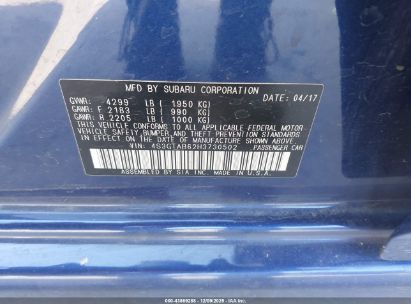 MFD BY SUBARU CORPORATION
GVWR: 4299 LB ( 1950 KG) DATE: 04/17
GAWR: F 2183 LB ( 990 KG)
GAWR: R 2205 LB ( 1000 KG)
THIS VEHICLE CONFORMS TO ALL APPLICABLE FEDERAL MOTOR
VEHICLE SAFETY, BUMPER, AND THEFT PREVENTION STANDARDS
IN EFFECT ON THE DATE OF MANUFACTURE SHOWN ABOVE.
VIN: 4S3GTAB62H3730502 PASSENGER CAR
ASSEMBLED BY SIA INC. MADE IN U.S.A.